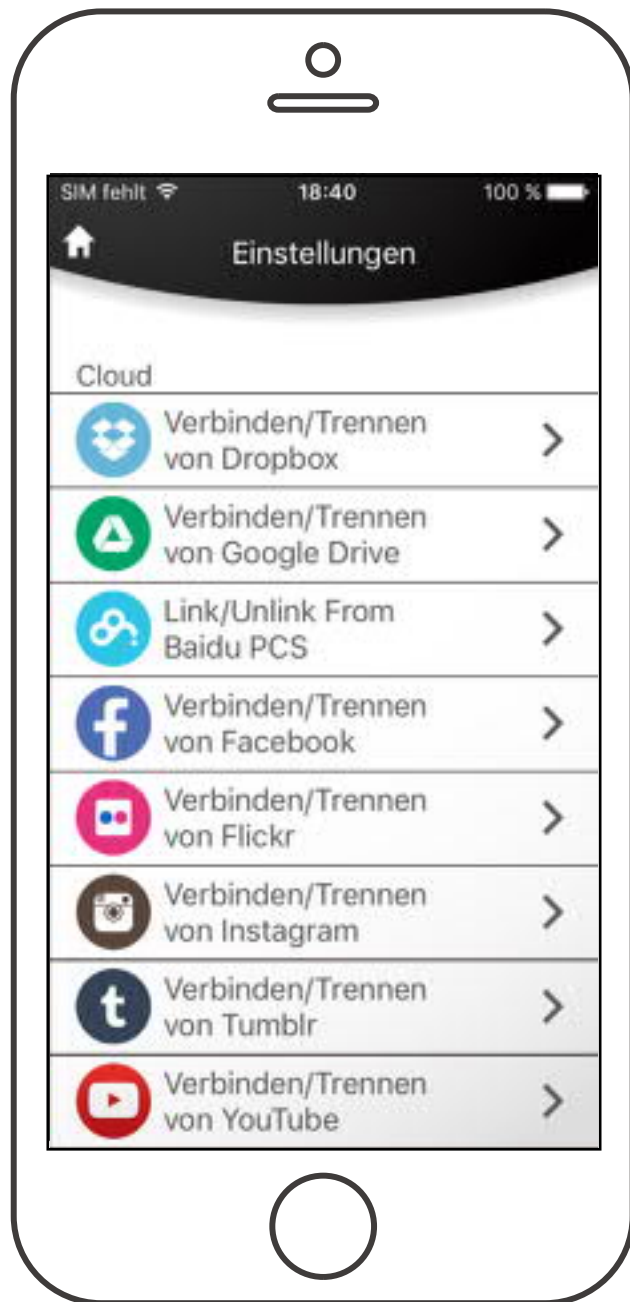 SIM fehlt 18:40 100 %
Einstellungen
Cloud
Verbinden/Trennen
von Dropbox
Verbinden/Trennen
von Google Drive
Link/Unlink From
Baidu PCS
Verbinden/Trennen
von Facebook
Verbinden/Trennen
von Flickr
Verbinden/Trennen
von Instagram
Verbinden/Trennen
von Tumblr
Verbinden/Trennen
von YouTube